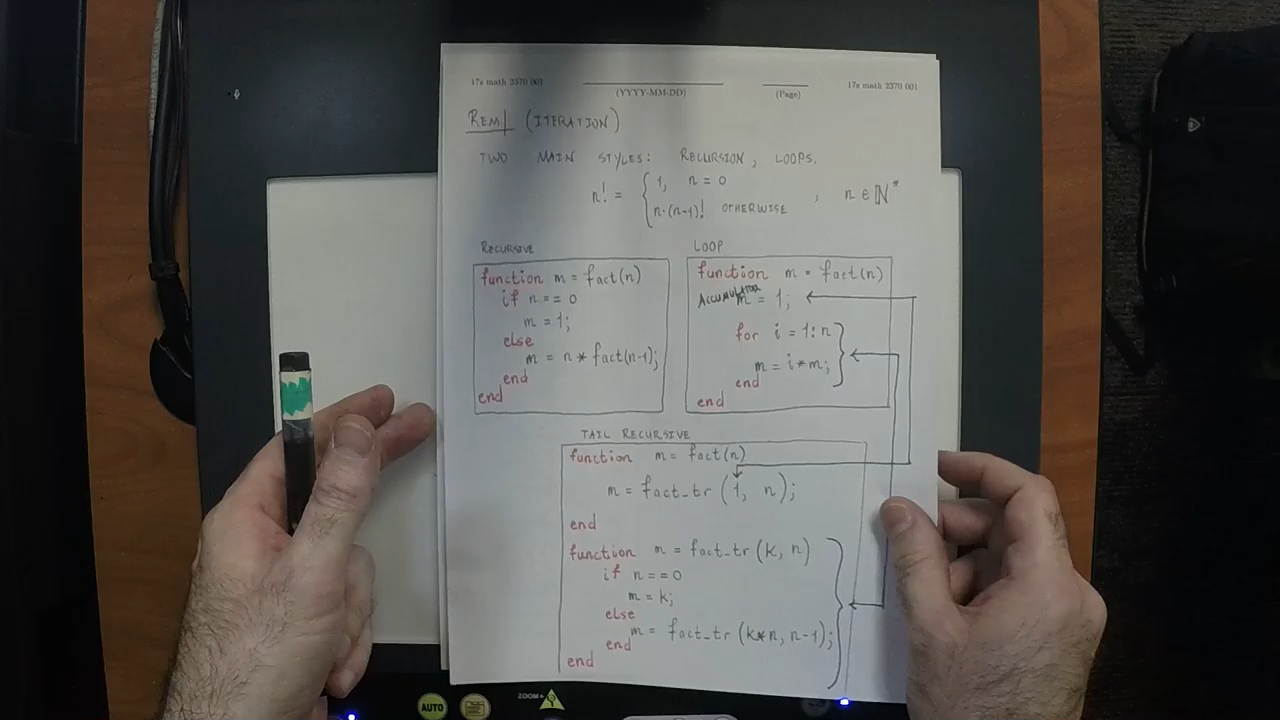 17s math 2370 001
(YYYY-MM-DD)
(Page)
17s math 2370 001
REM (ITERATION)
TWO MAIN STYLES: RECURSION, LOOPS.
n! = { 1, n = 0
n·(n-1)! OTHERWISE , n ∈ ℕ*
RECURSIVE
function m = fact(n)
if n == 0
m = 1;
else
m = n * fact(n-1);
end
end
LOOP
function m = fact(n)
ACCUMULATOR
m = 1;
for i = 1:n
m = i*m;
end
end
TAIL RECURSIVE
function m = fact(n)
m = fact_tr (1, n);
end
function m = fact_tr(k, n)
if n == 0
m = k;
else
m = fact_tr (k*n, n-1);
end
end
AUTO
ZOOM